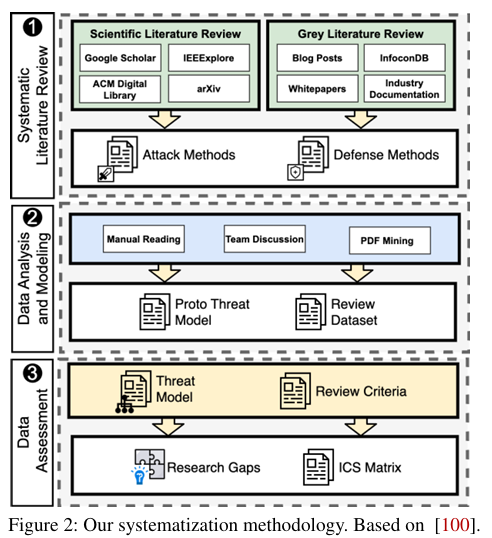 1
Systematic
Literature Review
Scientific Literature Review
Google Scholar
IEEExplore
ACM Digital
Library
arXiv
Grey Literature Review
Blog Posts
InfoconDB
Whitepapers
Industry
Documentation
Attack Methods
Defense Methods
2
Data Analysis
and Modeling
Manual Reading
Team Discussion
PDF Mining
Proto Threat
Model
Review
Dataset
3
Data
Assessment
Threat
Model
Review Criteria
Research Gaps
ICS Matrix
Figure 2: Our systematization methodology. Based on [100].